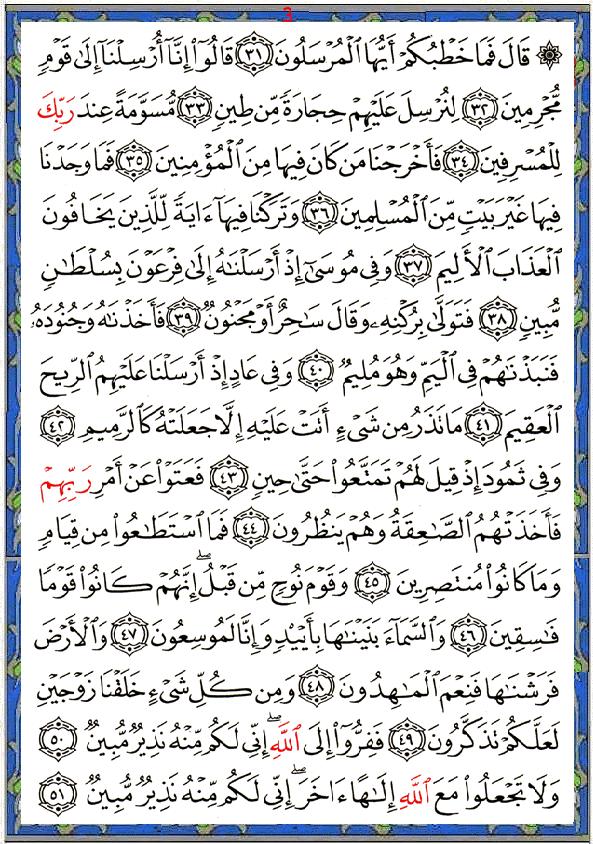 3
۞ قَالَ فَمَا خَطْبُكُمْ أَيُّهَا ٱلْمُرْسَلُونَ ٣١ قَالُوٓا۟ إِنَّآ أُرْسِلْنَآ إِلَىٰ قَوْمٍ
مُّجْرِمِينَ ٣٢ لِنُرْسِلَ عَلَيْهِمْ حِجَارَةً مِّن طِينٍ ٣٣ مُّسَوَّمَةً عِندَ رَبِّكَ
لِلْمُسْرِفِينَ ٣٤ فَأَخْرَجْنَا مَن كَانَ فِيهَا مِنَ ٱلْمُؤْمِنِينَ ٣٥ فَمَا وَجَدْنَا
فِيهَا غَيْرَ بَيْتٍ مِّنَ ٱلْمُسْلِمِينَ ٣٦ وَتَرَكْنَا فِيهَآ ءَايَةً لِّلَّذِينَ يَخَافُونَ
ٱلْعَذَابَ ٱلْأَلِيمَ ٣٧ وَفِى مُوسَىٰٓ إِذْ أَرْسَلْنَٰهُ إِلَىٰ فِرْعَوْنَ بِسُلْطَٰنٍ
مُّبِينٍ ٣٨ فَتَوَلَّىٰ بِرُكْنِهِۦ وَقَالَ سَٰحِرٌ أَوْ مَجْنُونٌ ٣٩ فَأَخَذْنَٰهُ وَجُنُودَهُۥ
فَنَبَذْنَٰهُمْ فِى ٱلْيَمِّ وَهُوَ مُلِيمٌ ٤٠ وَفِى عَادٍ إِذْ أَرْسَلْنَا عَلَيْهِمُ ٱلرِّيحَ
ٱلْعَقِيمَ ٤١ مَا تَذَرُ مِن شَىْءٍ أَتَتْ عَلَيْهِ إِلَّا جَعَلَتْهُ كَٱلرَّمِيمِ ٤٢
وَفِى ثَمُودَ إِذْ قِيلَ لَهُمْ تَمَتَّعُوا۟ حَتَّىٰ حِينٍ ٤٣ فَعَتَوْا۟ عَنْ أَمْرِ رَبِّهِمْ
فَأَخَذَتْهُمُ ٱلصَّٰعِقَةُ وَهُمْ يَنظُرُونَ ٤٤ فَمَا ٱسْتَطَٰعُوا۟ مِن قِيَامٍ
وَمَا كَانُوا۟ مُنتَصِرِينَ ٤٥ وَقَوْمَ نُوحٍ مِّن قَبْلُ ۖ إِنَّهُمْ كَانُوا۟ قَوْمًا
فَٰسِقِينَ ٤٦ وَٱلسَّمَآءَ بَنَيْنَٰهَا بِأَيْي۟دٍ وَإِنَّا لَمُوسِعُونَ ٤٧ وَٱلْأَرْضَ
فَرَشْنَٰهَا فَنِعْمَ ٱلْمَٰهِدُونَ ٤٨ وَمِن كُلِّ شَىْءٍ خَلَقْنَا زَوْجَيْنِ
لَعَلَّكُمْ تَذَكَّرُونَ ٤٩ فَفِرُّوٓا۟ إِلَى ٱللَّهِ ۖ إِنِّى لَكُم مِّنْهُ نَذِيرٌ مُّبِينٌ ٥٠
وَلَا تَجْعَلُوا۟ مَعَ ٱللَّهِ إِلَٰهًا ءَاخَرَ ۖ إِنِّى لَكُم مِّنْهُ نَذِيرٌ مُّبِينٌ ٥١